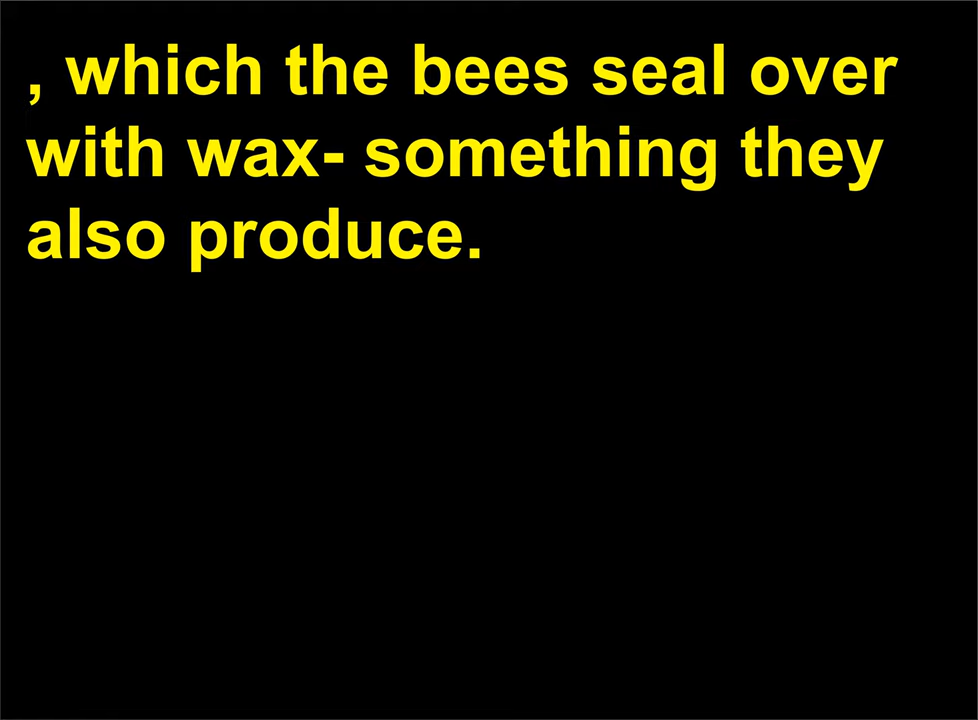 , which the bees seal over
with wax- something they
also produce.